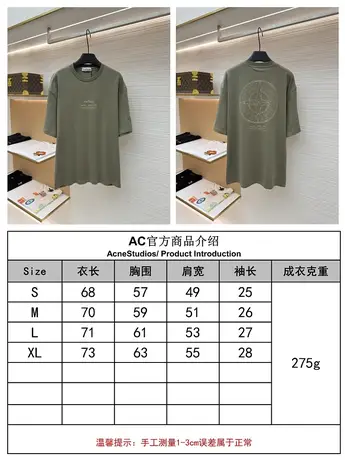 AC官方商品介绍
AcneStudios/ Product Introduction
Size 衣长 胸围 肩宽 袖长 成衣克重
S 68 57 49 25
M 70 59 51 26
L 71 61 53 27
XL 73 63 55 28
275g
温馨提示：手工测量1-3cm误差属于正常